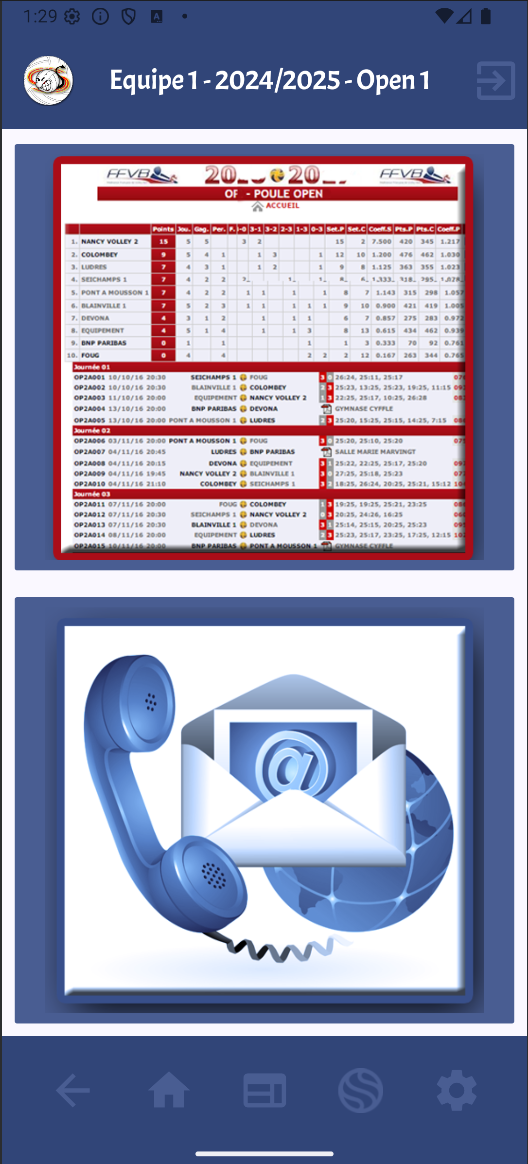 1:29
Equipe 1 - 2024/2025 - Open 1
FFVB
FFVB
OF - POULE OPEN
ACCUEIL
Points Jou. Gag. Per. F. 3-1 3-2 2-3 1-3 0-3 Set.P Set.C Coeff.S Pts.P Pts.C Coeff.P
1. NANCY VOLLEY 2 15 5 5 3 2 15 2 7.500 420 345 1.217
2. COLOMBEY 9 5 4 1 1 3 1 12 10 1.200 476 462 1.030
3. LUDRES 7 4 3 1 1 2 1 9 8 1.125 363 355 1.023
4. SEICHAMPS 1 7 4 2 2
5. PONT A MOUSSON 1 7 4 2 2 1 1 1 1 8 7 1.143 315 298 1.057
6. BLAINVILLE 1 7 5 2 3 1 1 1 1 1 9 10 0.900 421 419 1.005
7. DEVONA 4 3 1 2 1 1 1 6 7 0.857 275 283 0.972
8. EQUIPEMENT 4 5 1 4 1 1 3 8 13 0.615 434 462 0.939
9. BNP PARIBAS 0 1 1 1 3 0.333 70 92
10. FOUG 0 4 4 2 2 2 12 0.167 263 344
Journée 01
OP2A001 10/10/16 20:30 SEICHAMPS 1 FOUG 3 0 26:24, 25:11, 25:17
OP2A002 10/10/16 20:30 BLAINVILLE 1 COLOMBEY 2 3 25:23, 13:25, 25:23, 19:25, 11:15
OP2A003 11/10/16 20:00 EQUIPEMENT NANCY VOLLEY 2 1 3 22:25, 25:17, 10:25, 26:28
OP2A004 13/10/16 20:00 BNP PARIBAS DEVONA GYMNASE CYFFLE
OP2A005 13/10/16 20:00 PONT A MOUSSON 1 LUDRES 2 3 25:20, 15:25, 25:15, 14:25, 7:15
Journée 02
OP2A006 03/11/16 20:00 PONT A MOUSSON 1 FOUG 3 0 25:20, 25:10, 25:20
OP2A007 04/11/16 20:45 LUDRES BNP PARIBAS SALLE MARIE MARVINGT
OP2A008 04/11/16 20:15 DEVONA EQUIPEMENT 3 1 25:22, 22:25, 25:17, 25:20
OP2A009 04/11/16 19:45 NANCY VOLLEY 2 BLAINVILLE 1 3 0 27:25, 25:18, 25:23
OP2A010 04/11/16 21:10 COLOMBEY SEICHAMPS 1 3 2 18:25, 26:24, 20:25, 25:21, 15:12
Journée 03
OP2A011 07/11/16 20:00 FOUG COLOMBEY 1 3 19:25, 19:25, 25:21, 23:25
OP2A012 07/11/16 20:30 SEICHAMPS 1 NANCY VOLLEY 2 0 3 20:25, 24:26, 16:25
OP2A013 07/11/16 20:30 BLAINVILLE 1 DEVONA 3 1 25:14, 25:15, 20:25, 25:23
OP2A014 08/11/16 20:00 EQUIPEMENT LUDRES 2 3 25:23, 25:17, 23:25, 17:25, 12:15
OP2A015 10/11/16 20:00 BNP PARIBAS PONT A MOUSSON 1 GYMNASE CYFFLE
@